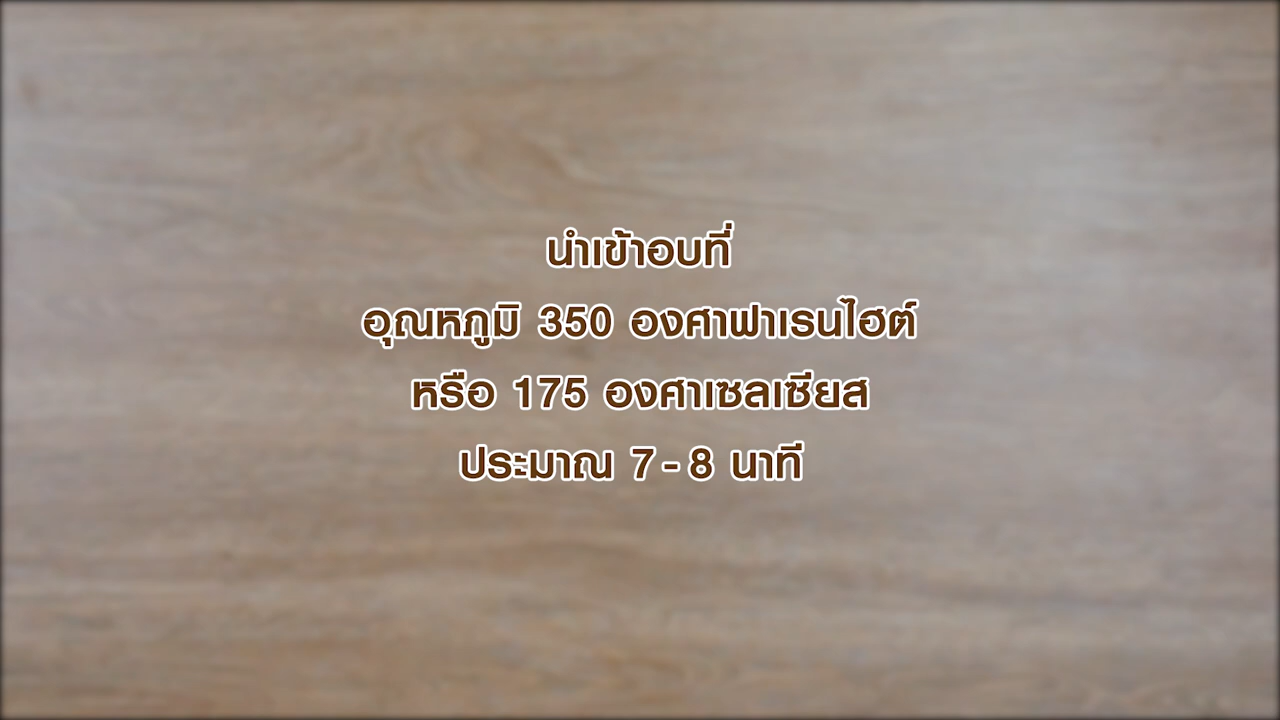 นำเข้าอบที่
อุณหภูมิ 350 องศาฟาเรนไฮต์
หรือ 175 องศาเซลเซียส
ประมาณ 7-8 นาที